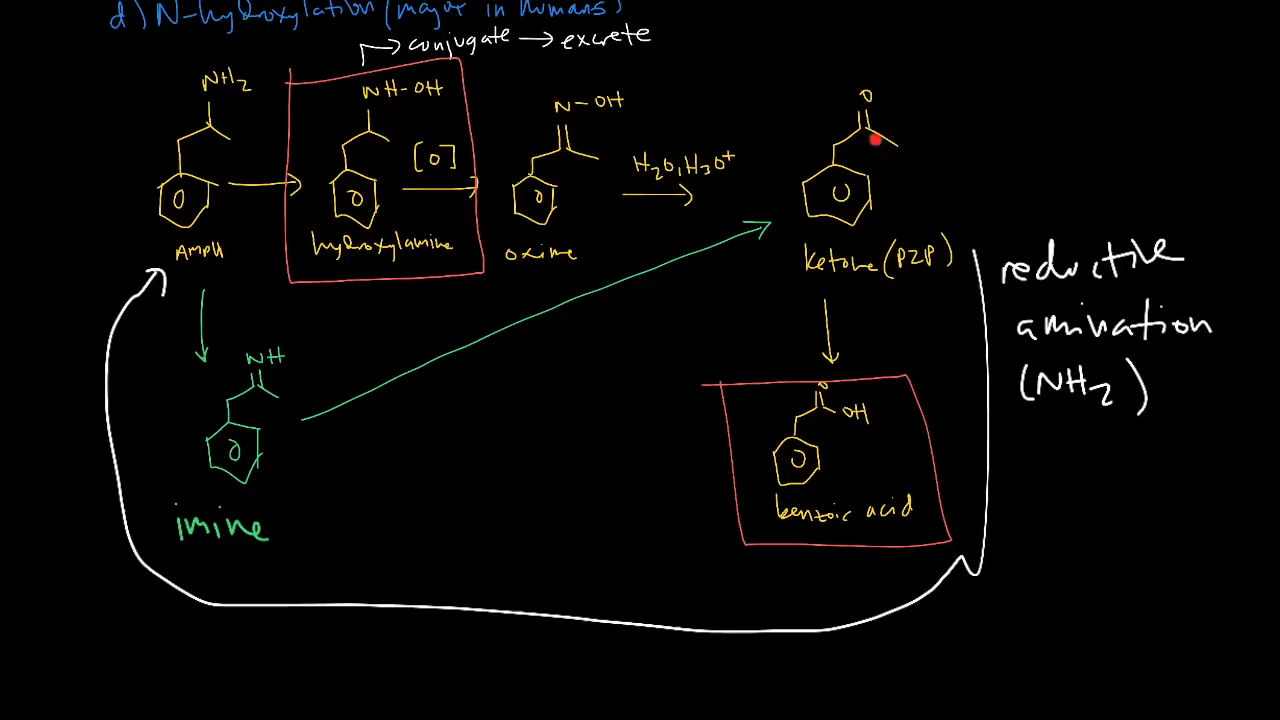 d) N-hydroxylation (major in humans)
conjugate → excrete
NH2
NH-OH
N-OH
O
[O]
H2O, H3O+
AMPH
hydroxylamine
oxime
ketone (P2P)
reductive
amination
(NH2)
NH
O
OH
benzoic acid
imine